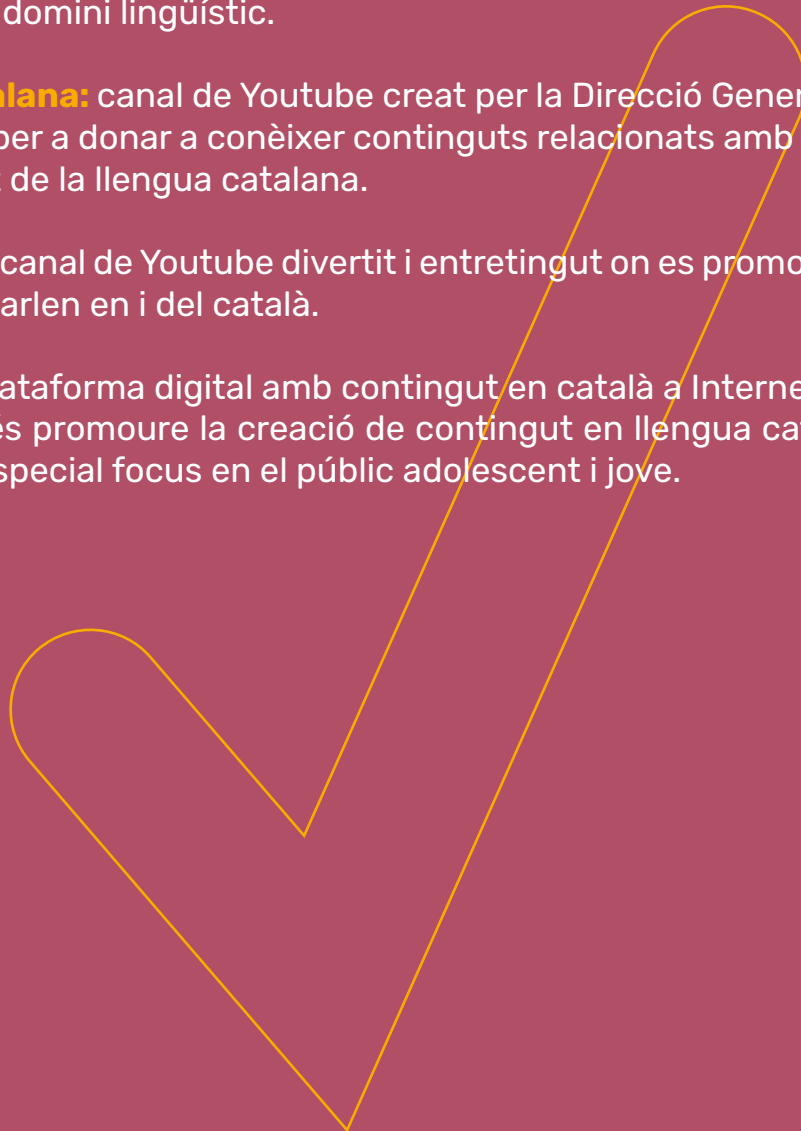 domini lingüístic.
alana: canal de Youtube creat per la Direcció Gener
per a donar a conèixer continguts relacionats amb
de la llengua catalana.
canal de Youtube divertit i entretingut on es promo
arlen en i del català.
ataforma digital amb contingut en català a Interne
és promoure la creació de contingut en llengua ca
special focus en el públic adolescent i jove.